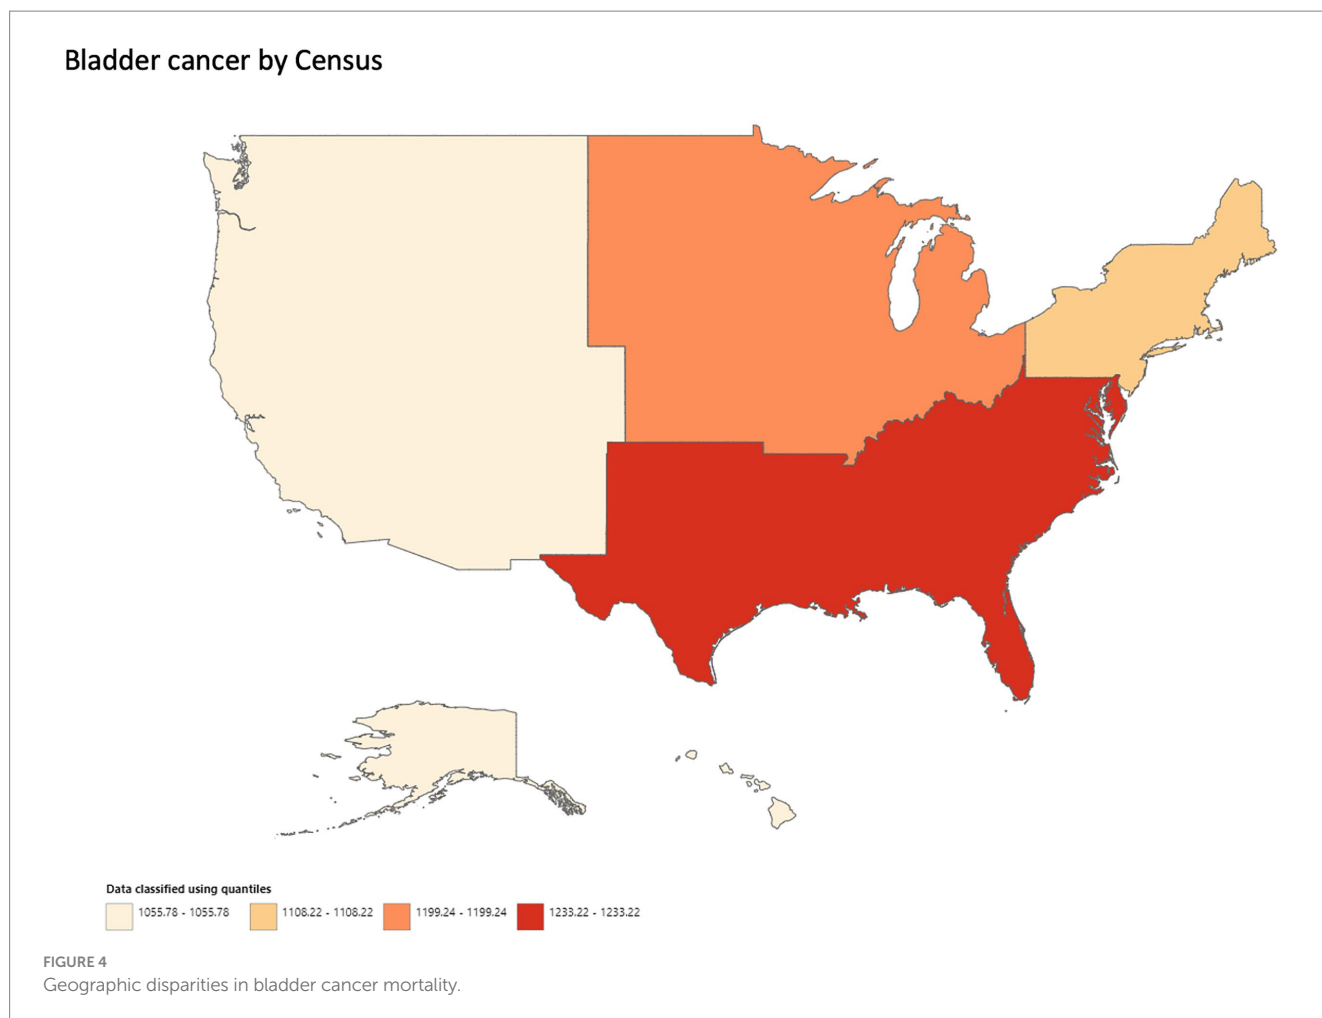 Bladder cancer by Census
Data classified using quantiles
1055.78 - 1055.78 1108.22 - 1108.22 1199.24 - 1199.24 1233.22 - 1233.22
FIGURE 4
Geographic disparities in bladder cancer mortality.